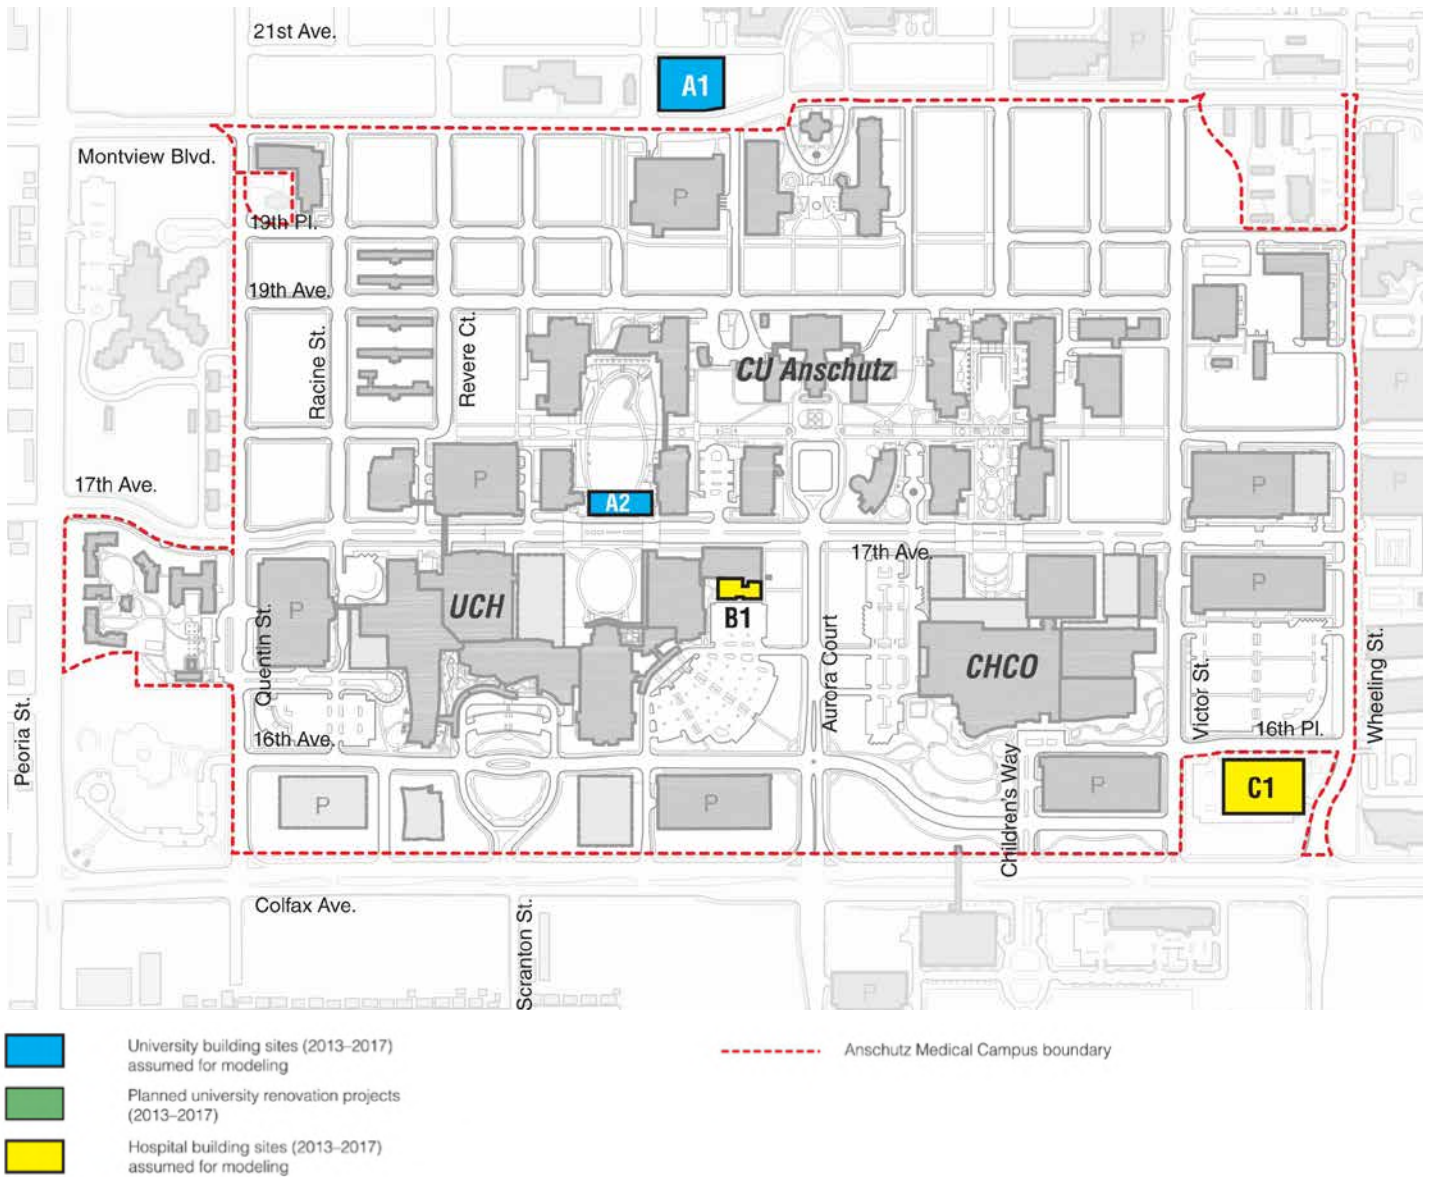 21st Ave.
P
A1
Montview Blvd.
P
19th Pl.
19th Ave.
Racine St.
Revere Ct.
CU Anschutz
P
17th Ave.
P
A2
P
P
17th Ave.
P
Quentin St.
UCH
B1
Aurora Court
CHCO
P
Victor St.
Wheeling St.
Peoria St.
16th Ave.
16th Pl.
P
P
Children's Way
P
C1
Colfax Ave.
Scranton St.
P
University building sites (2013–2017)
assumed for modeling
Anschutz Medical Campus boundary
Planned university renovation projects
(2013–2017)
Hospital building sites (2013–2017)
assumed for modeling